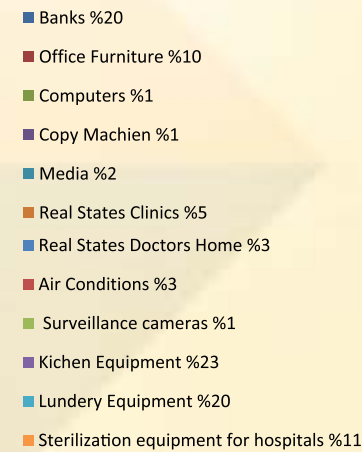 Banks %20
Office Furniture %10
Computers %1
Copy Machien %1
Media %2
Real States Clinics %5
Real States Doctors Home %3
Air Conditions %3
Surveillance cameras %1
Kichen Equipment %23
Lundery Equipment %20
Sterilization equipment for hospitals %11